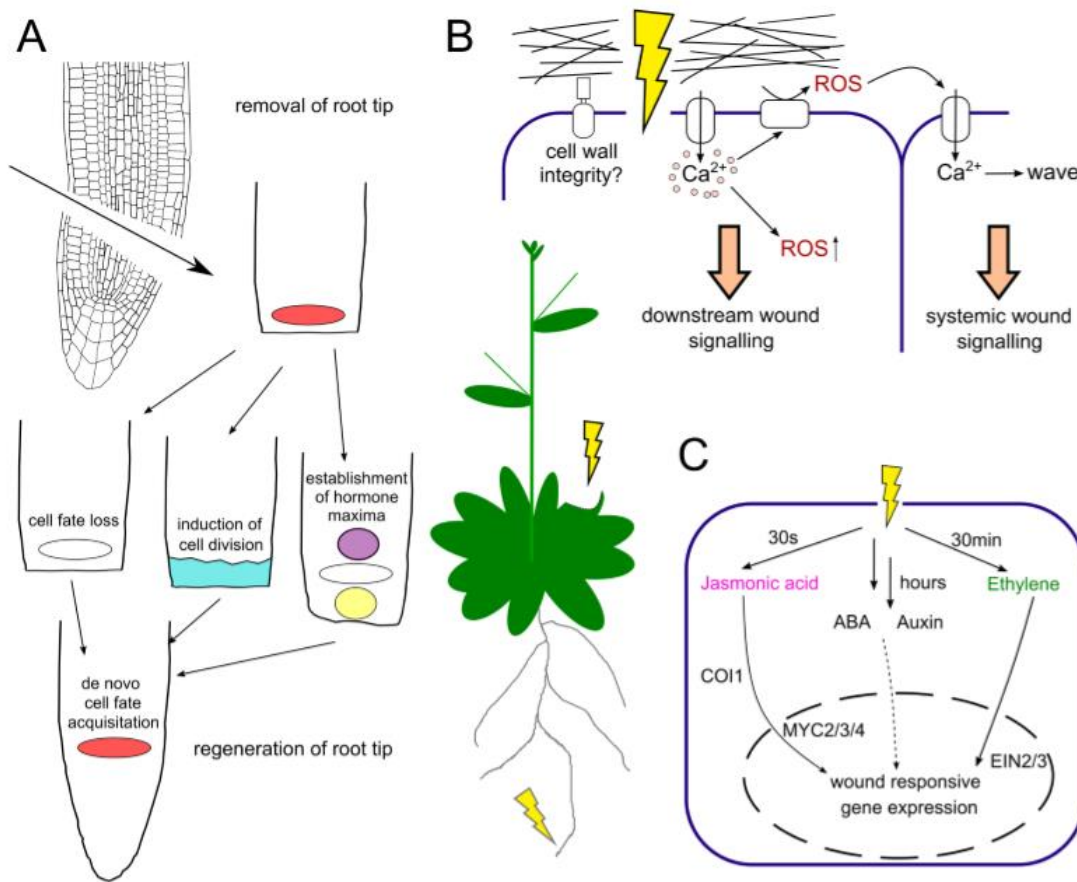 A
removal of root tip
cell fate loss
induction of
cell division
establishment
of hormone
maxima
de novo
cell fate
acquisitation
regeneration of root tip
B
ROS
cell wall
integrity?
Ca2+
ROS
Ca2+
wave
downstream wound
signalling
systemic wound
signalling
C
30s
30min
Jasmonic acid
hours
Ethylene
ABA
Auxin
COI1
MYC2/3/4
EIN2/3
wound responsive
gene expression